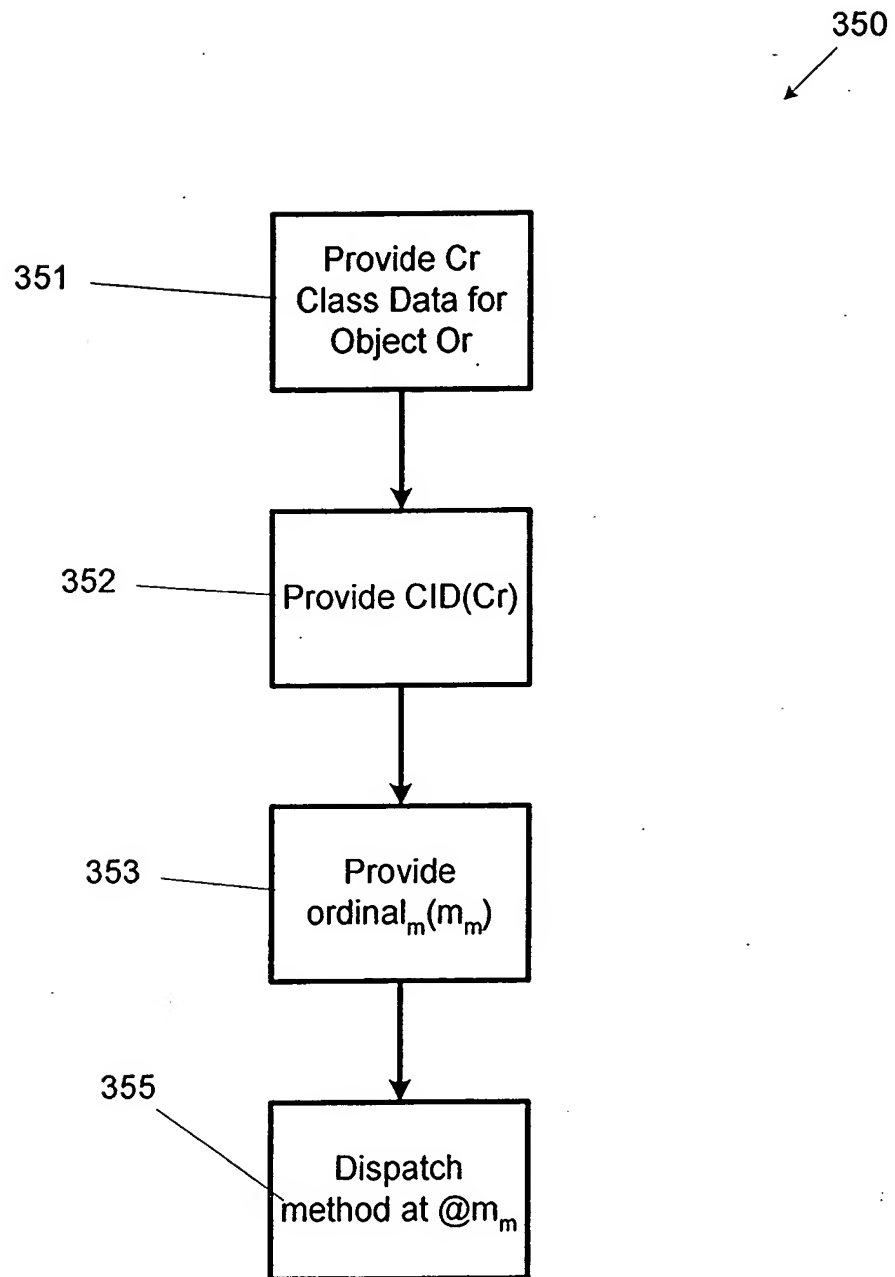 350
351
Provide Cr
Class Data for
Object Or
352
Provide CID(Cr)
353
Provide
ordinalₘ(mₘ)
355
Dispatch
method at @mₘ